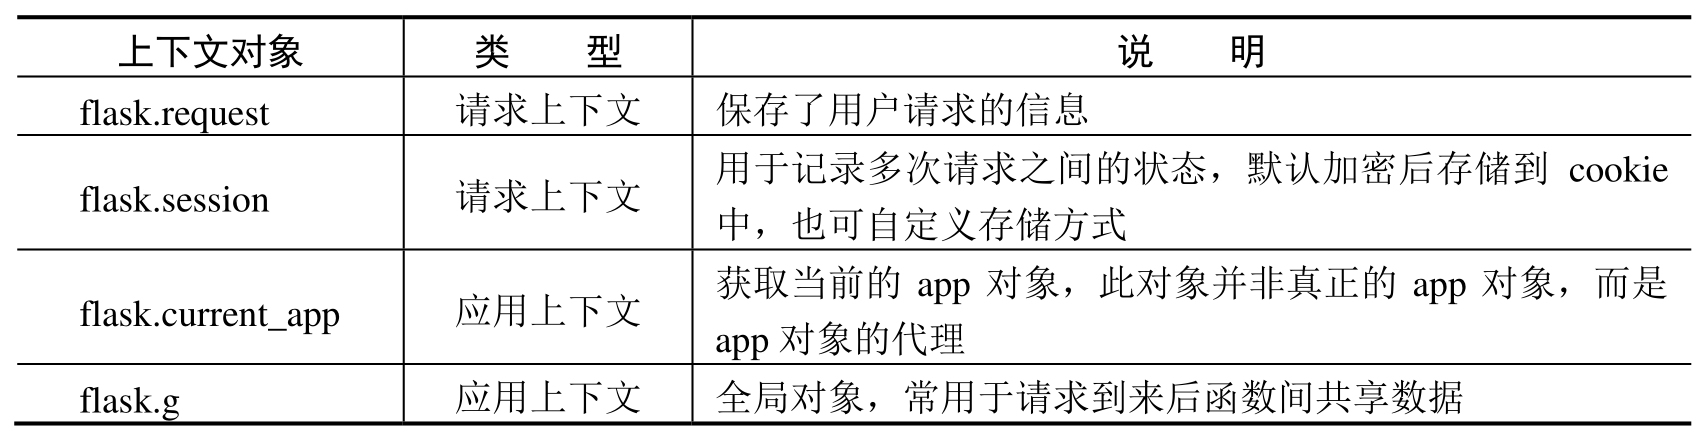 上下文对象 类 型 说 明
flask.request 请求上下文 保存了用户请求的信息
flask.session 请求上下文 用于记录多次请求之间的状态，默认加密后存储到 cookie
中，也可自定义存储方式
flask.current_app 应用上下文 获取当前的 app 对象，此对象并非真正的 app 对象，而是
app 对象的代理
flask.g 应用上下文 全局对象，常用于请求到来后函数间共享数据